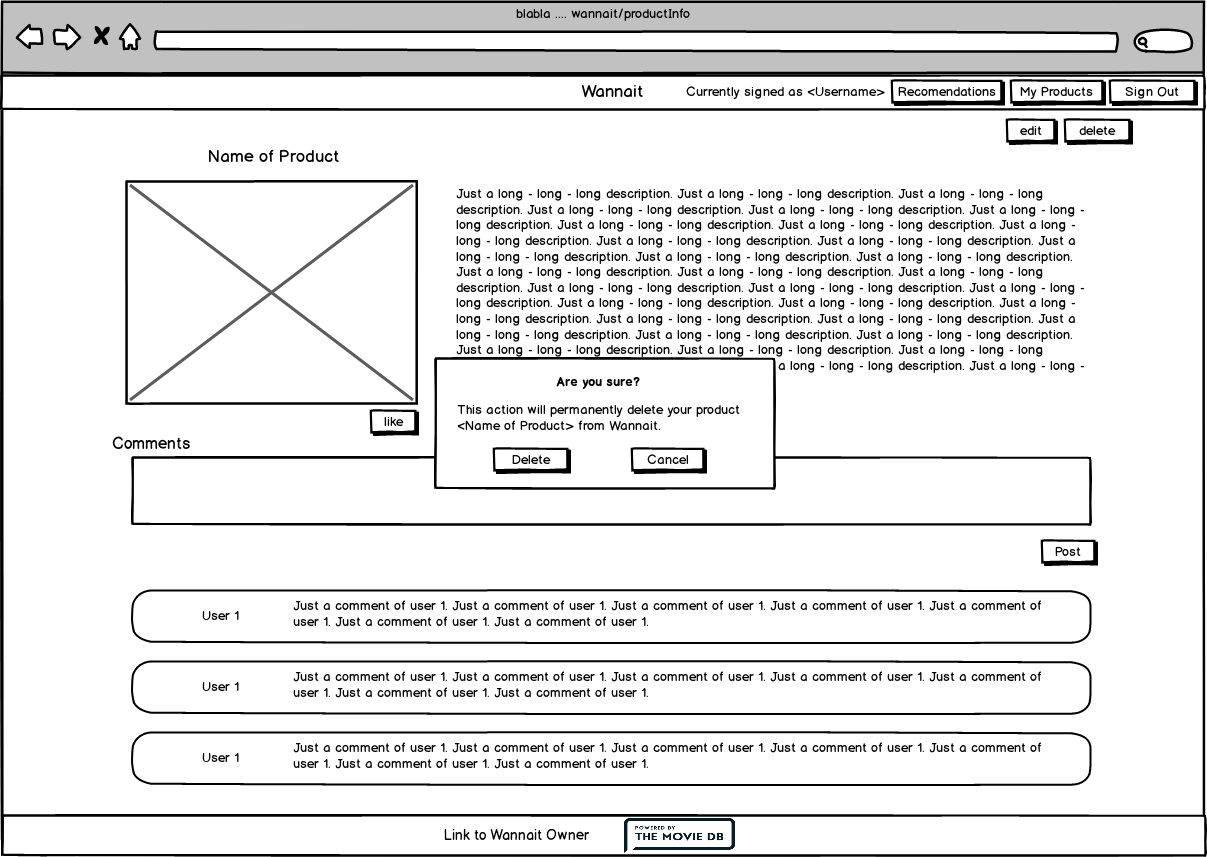 blabla .... wannait/productInfo
Wannait
Currently signed as <Username>
Recomendations
My Products
Sign Out
edit
delete
Name of Product
Just a long - long - long description. Just a long - long - long description. Just a long - long - long
description. Just a long - long - long description. Just a long - long - long description. Just a long - long -
long description. Just a long - long - long description. Just a long - long - long description. Just a long -
long - long description. Just a long - long - long description. Just a long - long - long description. Just a
long - long - long description. Just a long - long - long description. Just a long - long - long description.
Just a long - long - long description. Just a long - long - long description. Just a long - long - long
description. Just a long - long - long description. Just a long - long - long description. Just a long - long -
long description. Just a long - long - long description. Just a long - long - long description. Just a long -
long - long description. Just a long - long - long description. Just a long - long - long description. Just a
long - long - long description. Just a long - long - long description. Just a long - long - long description.
Just a long - long - long description. Just a long - long - long description. Just a long - long - long
a long - long - long description. Just a long - long -
Are you sure?
This action will permanently delete your product
<Name of Product> from Wannait.
Delete
Cancel
like
Comments
Post
User 1
Just a comment of user 1. Just a comment of user 1. Just a comment of user 1. Just a comment of user 1. Just a comment of
user 1. Just a comment of user 1. Just a comment of user 1.
User 1
Just a comment of user 1. Just a comment of user 1. Just a comment of user 1. Just a comment of user 1. Just a comment of
user 1. Just a comment of user 1. Just a comment of user 1.
User 1
Just a comment of user 1. Just a comment of user 1. Just a comment of user 1. Just a comment of user 1. Just a comment of
user 1. Just a comment of user 1. Just a comment of user 1.
Link to Wannait Owner
POWERED BY
THE MOVIE DB